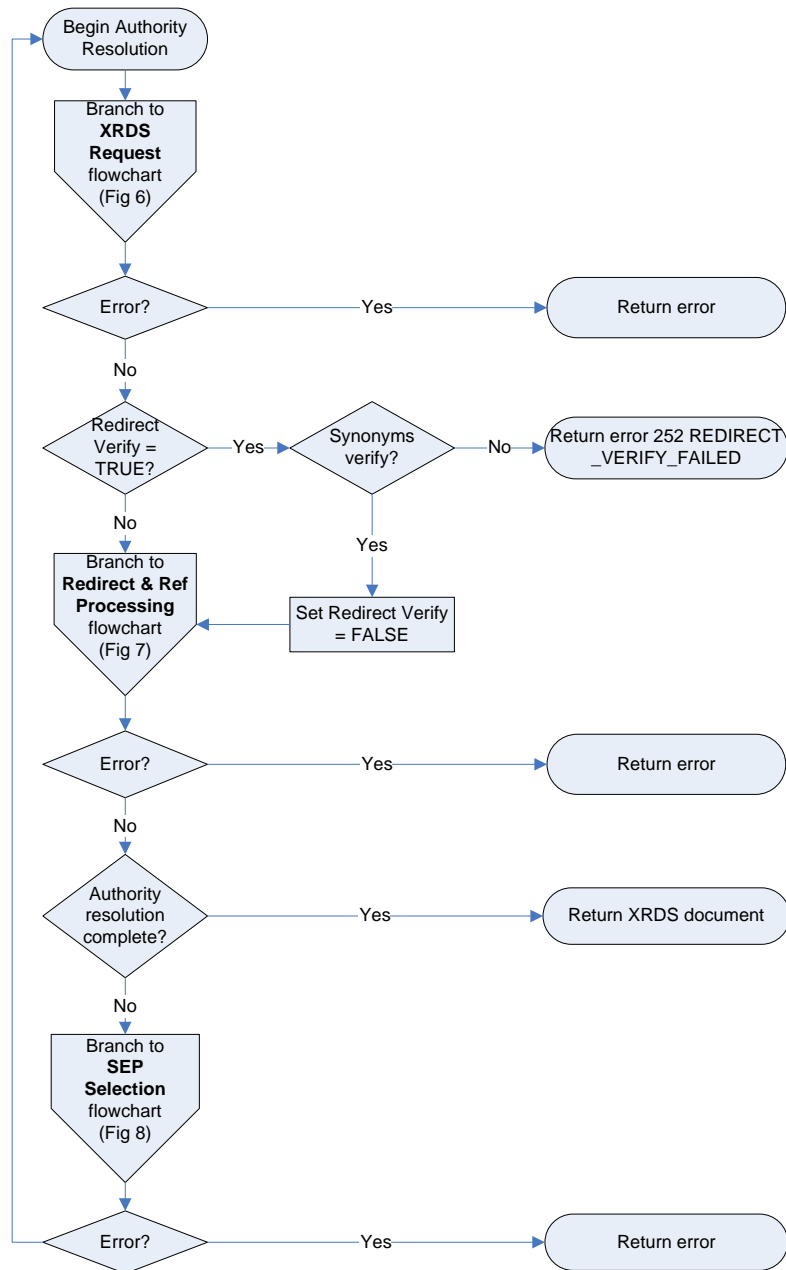 Begin Authority
Resolution
Branch to
XRDS
Request
flowchart
(Fig 6)
Error?
Yes
Return error
No
Redirect
Verify =
TRUE?
Yes
Synonyms
verify?
No
Return error 252 REDIRECT
_VERIFY_FAILED
No
Yes
Branch to
Redirect & Ref
Processing
flowchart
(Fig 7)
Set Redirect Verify
= FALSE
Error?
Yes
Return error
No
Authority
resolution
complete?
Yes
Return XRDS document
No
Branch to
SEP
Selection
flowchart
(Fig 8)
Error?
Yes
Return error